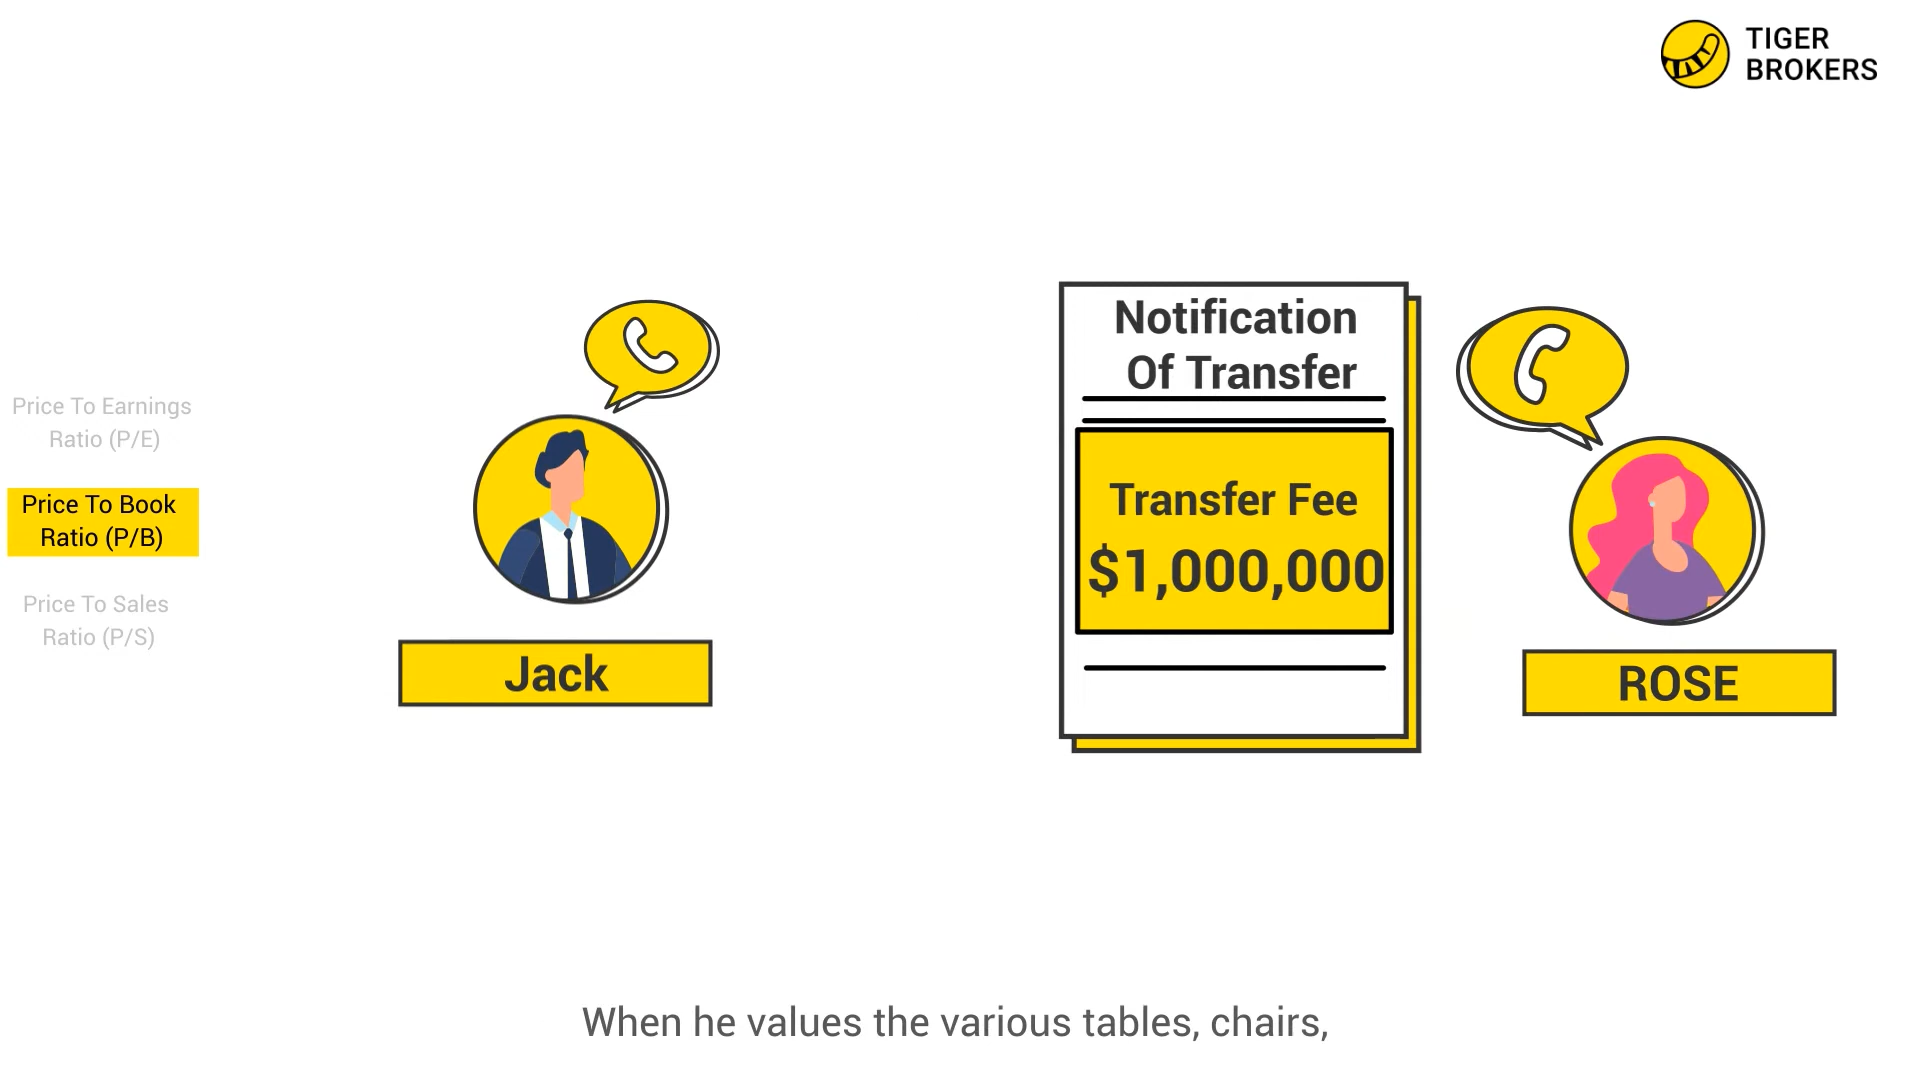 TIGER
BROKERS
Price To Earnings
Ratio (P/E)
Price To Book
Ratio (P/B)
Price To Sales
Ratio (P/S)
Jack
Notification
Of Transfer
Transfer Fee
$1,000,000
ROSE
When he values the various tables, chairs,